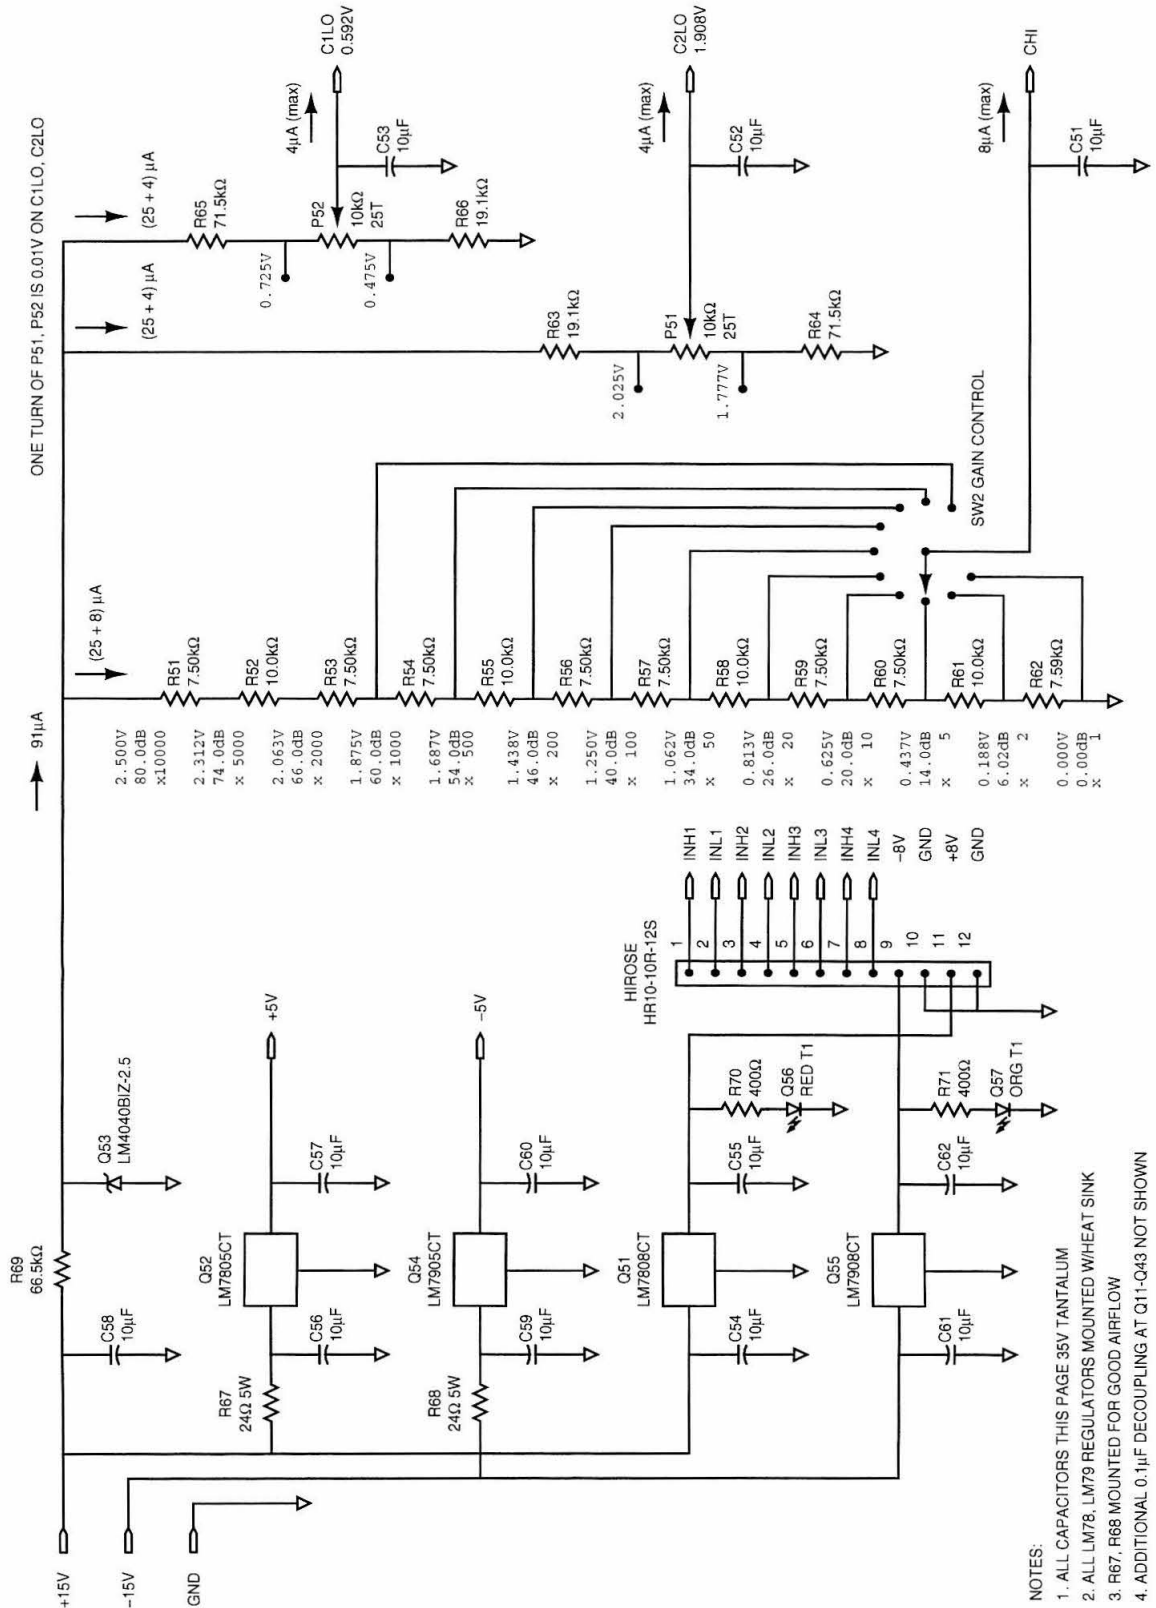 ONE TURN OF P51, P52 IS 0.01V ON C1LO, C2LO
+15V
–15V
GND
R69
66.5kΩ
C58
10µF
Q53
LM4040BIZ-2.5
91µA
R67
24Ω 5W
C56
10µF
Q52
LM7805CT
C57
10µF
+5V
R68
24Ω 5W
C59
10µF
Q54
LM7905CT
C60
10µF
–5V
C54
10µF
Q51
LM7808CT
C55
10µF
R70
400Ω
Q56
RED T1
C61
10µF
Q55
LM7908CT
C62
10µF
R71
400Ω
Q57
ORG T1
HIROSE
HR10-10R-12S
1 INH1
2 INL1
3 INH2
4 INL2
5 INH3
6 INL3
7 INH4
8 INL4
9 –8V
10 GND
11 +8V
12 GND
(25 + 8) µA
2.500V
80.0dB
x10000
R51
7.50kΩ
2.312V
74.0dB
x 5000
R52
10.0kΩ
2.063V
66.0dB
x 2000
R53
7.50kΩ
1.875V
60.0dB
x 1000
R54
7.50kΩ
1.687V
54.0dB
x 500
R55
10.0kΩ
1.438V
46.0dB
x 200
R56
7.50kΩ
1.250V
40.0dB
x 100
R57
7.50kΩ
1.062V
34.0dB
x 50
R58
10.0kΩ
0.813V
26.0dB
x 20
R59
7.50kΩ
0.625V
20.0dB
x 10
R60
7.50kΩ
0.437V
14.0dB
x 5
R61
10.0kΩ
0.188V
6.02dB
x 2
R62
7.59kΩ
0.000V
0.00dB
x 1
SW2 GAIN CONTROL
(25 + 4) µA
R63
19.1kΩ
2.025V
P51
10kΩ
25T
1.777V
R64
71.5kΩ
(25 + 4) µA
R65
71.5kΩ
0.725V
P52
10kΩ
25T
0.475V
R66
19.1kΩ
4µA (max)
C1LO
0.592V
C53
10µF
4µA (max)
C2LO
1.908V
C52
10µF
8µA (max)
CHI
C51
10µF
NOTES:
1. ALL CAPACITORS THIS PAGE 35V TANTALUM
2. ALL LM78, LM79 REGULATORS MOUNTED W/HEAT SINK
3. R67, R68 MOUNTED FOR GOOD AIRFLOW
4. ADDITIONAL 0.1µF DECOUPLING AT Q11-Q43 NOT SHOWN